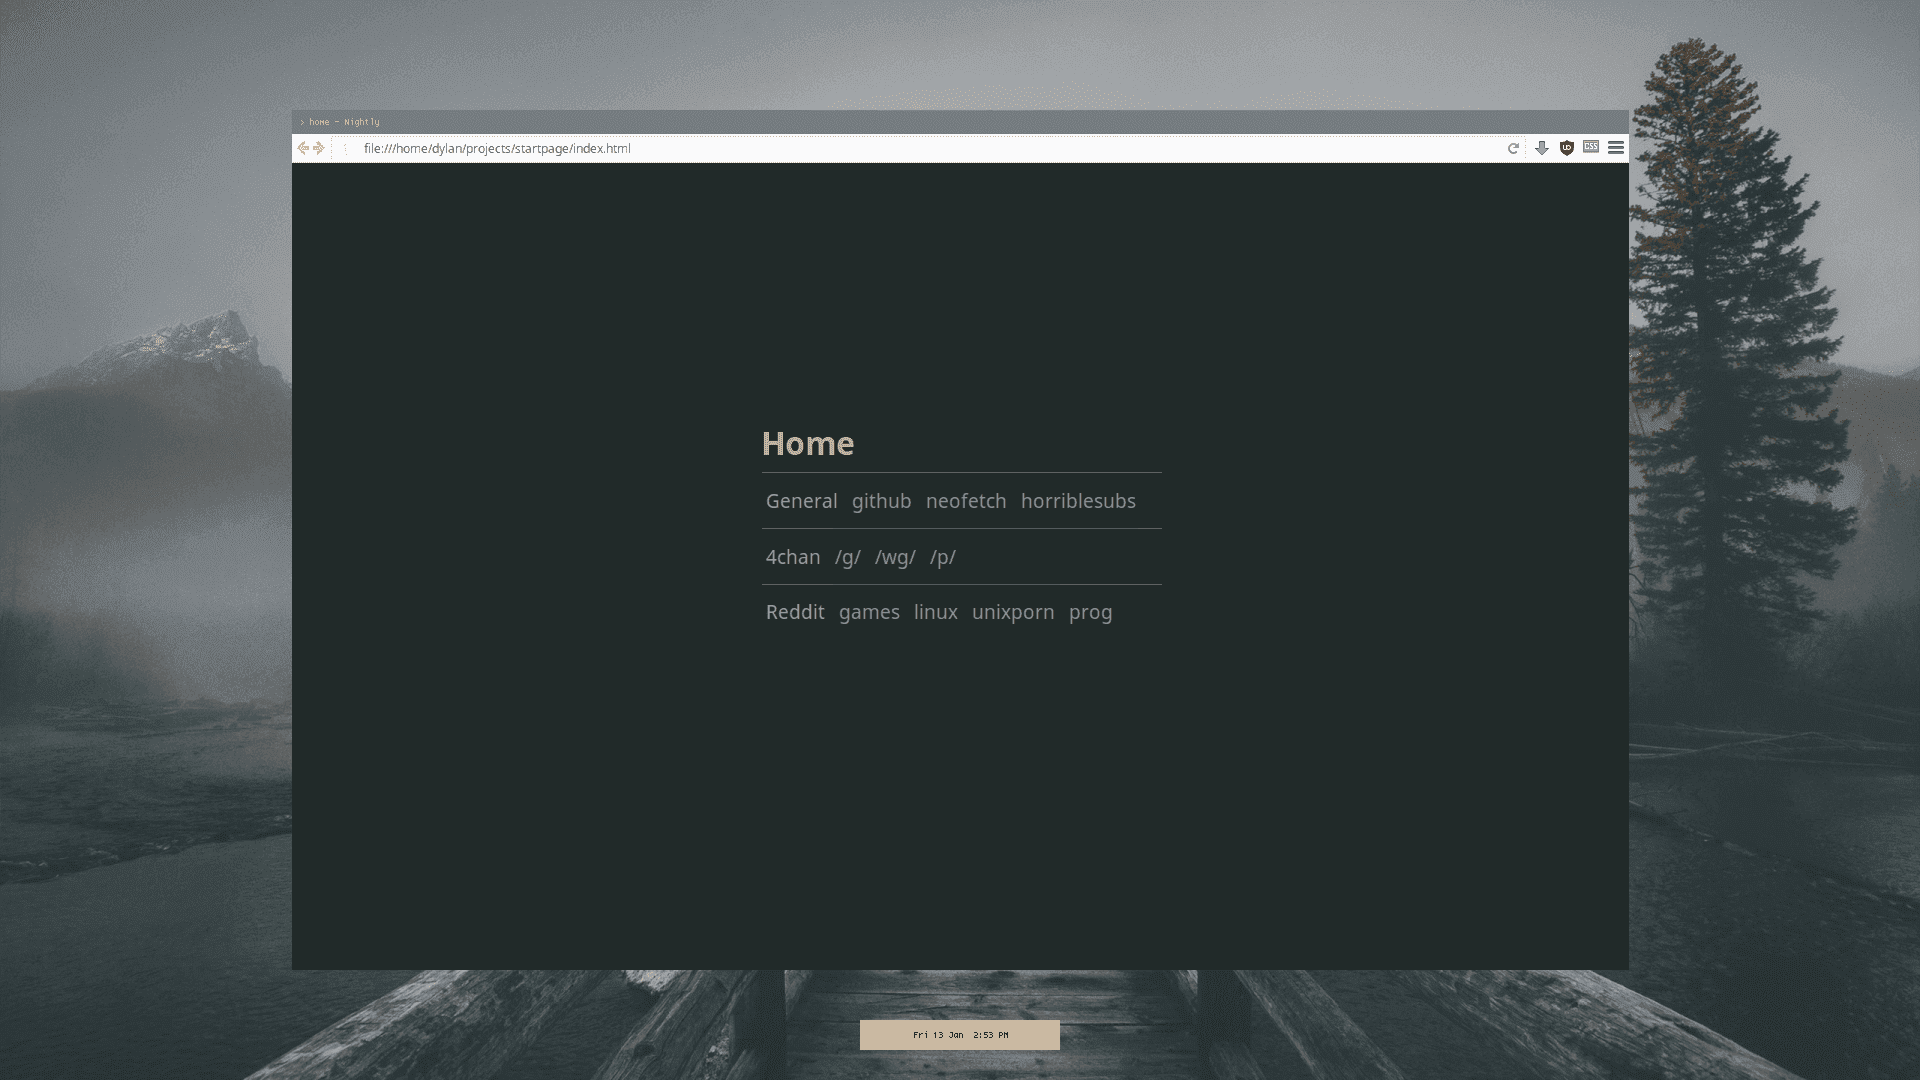 > home - Nightly
file:///home/dylan/projects/startpage/index.html
CSS
Home
General github neofetch horriblesubs
4chan /g/ /wg/ /p/
Reddit games linux unixporn prog
Fri 13 Jan 2:53 PM